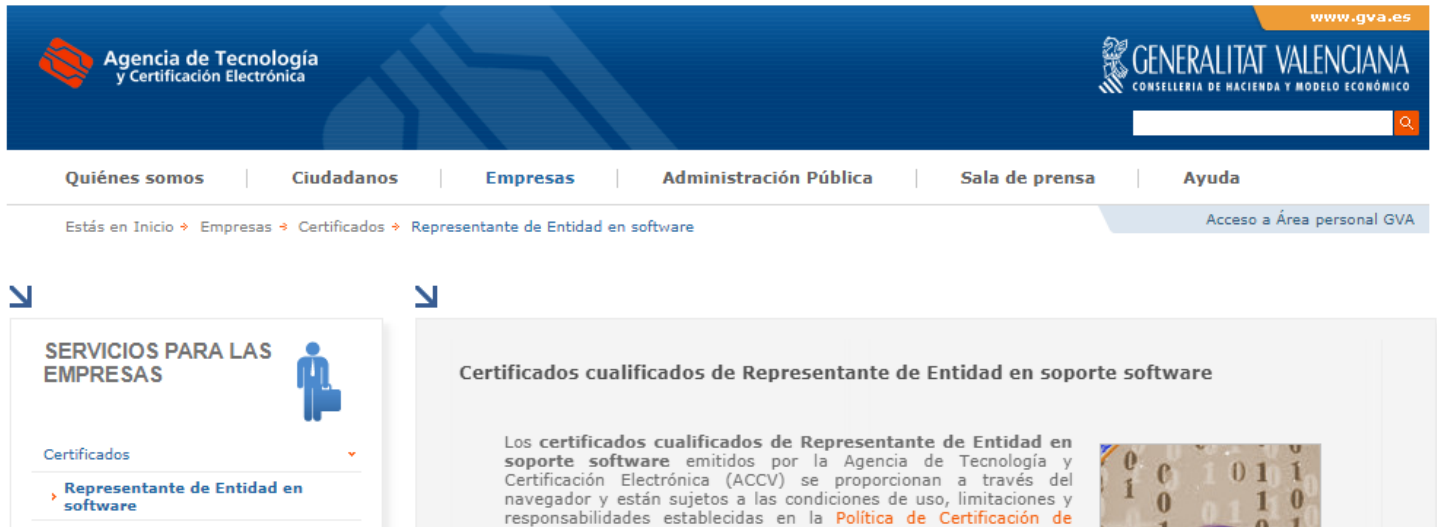 www.gva.es
Agencia de Tecnología
y Certificación Electrónica
GENERALITAT VALENCIANA
CONSELLERIA DE HACIENDA Y MODELO ECONÓMICO
Quiénes somos | Ciudadanos | Empresas | Administración Pública | Sala de prensa | Ayuda
Estás en Inicio Empresas Certificados Representante de Entidad en software
Acceso a Área personal GVA
SERVICIOS PARA LAS
EMPRESAS
Certificados
Representante de Entidad en
software
Certificados cualificados de Representante de Entidad en soporte software
Los certificados cualificados de Representante de Entidad en
soporte software emitidos por la Agencia de Tecnología y
Certificación Electrónica (ACCV) se proporcionan a través del
navegador y están sujetos a las condiciones de uso, limitaciones y
responsabilidades establecidas en la Política de Certificación de